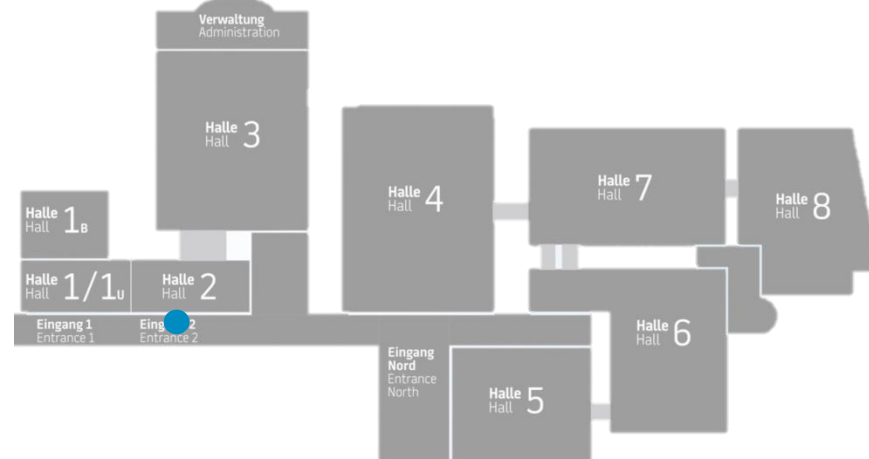 Verwaltung
Administration
Halle
Hall 3
Halle
Hall 4
Halle
Hall 7
Halle
Hall 8
Halle
Hall 1B
Halle
Hall 1/1U
Halle
Hall 2
Eingang 1
Entrance 1
2
Entrance 2
Eingang
Nord
Entrance
North
Halle
Hall 5
Halle
Hall 6